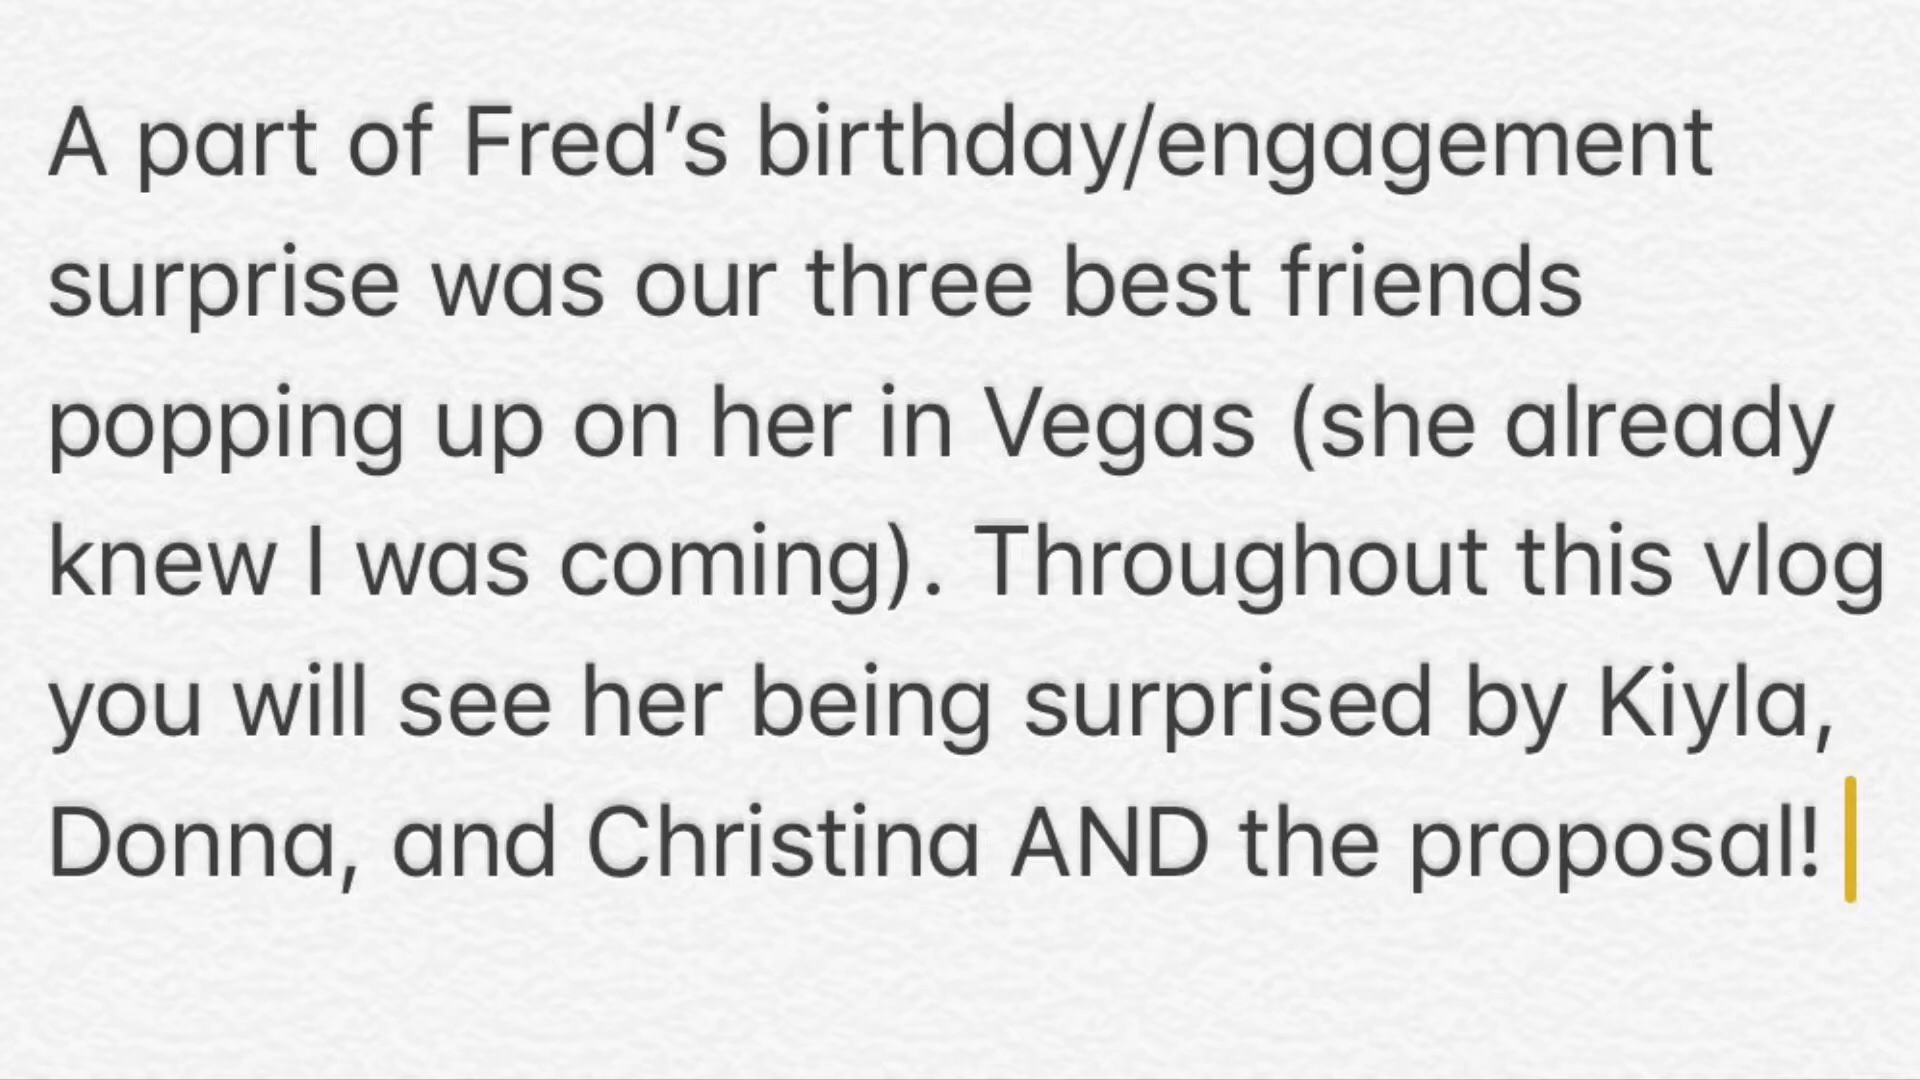 A part of Fred’s birthday/engagement
surprise was our three best friends
popping up on her in Vegas (she already
knew I was coming). Throughout this vlog
you will see her being surprised by Kiyla,
Donna, and Christina AND the proposal!